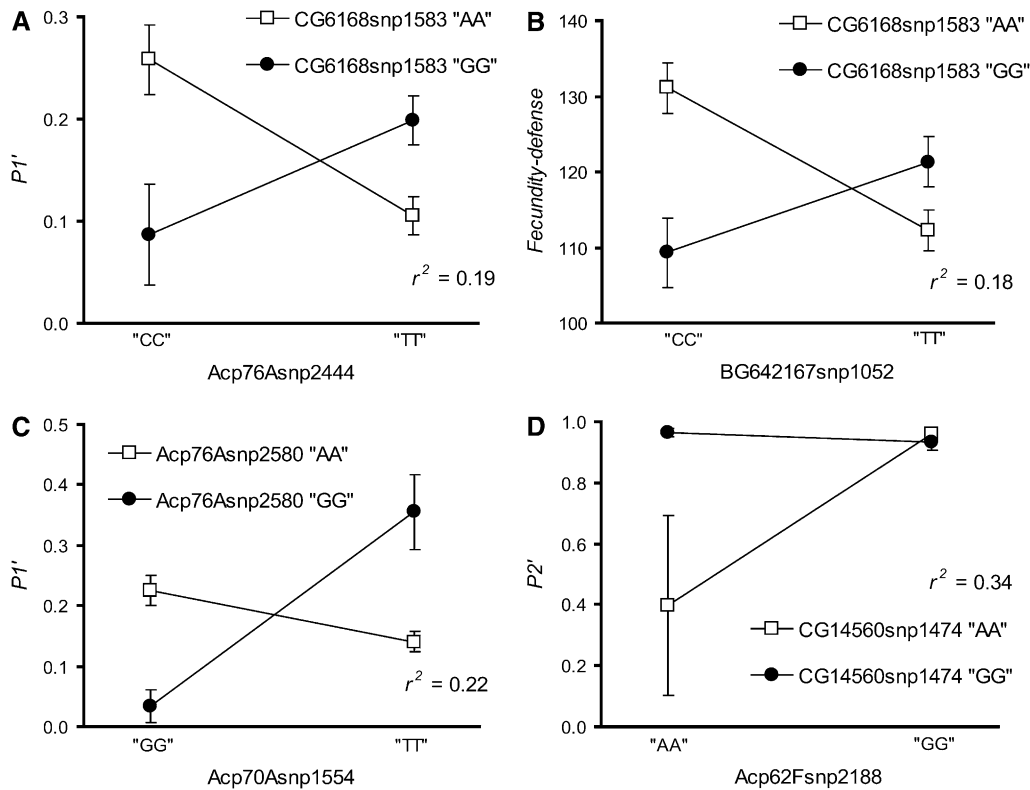 A
0.3
0.2
0.1
0.0
P1'
CG6168snp1583 "AA"
CG6168snp1583 "GG"
r² = 0.19
"CC"
"TT"
Acp76Asnp2444
B
140
130
120
110
100
Fecundity-defense
CG6168snp1583 "AA"
CG6168snp1583 "GG"
r² = 0.18
"CC"
"TT"
BG642167snp1052
C
0.5
0.4
0.3
0.2
0.1
0.0
P1'
Acp76Asnp2580 "AA"
Acp76Asnp2580 "GG"
r² = 0.22
"GG"
"TT"
Acp70Asnp1554
D
1.0
0.8
0.6
0.4
0.2
0.0
P2'
r² = 0.34
CG14560snp1474 "AA"
CG14560snp1474 "GG"
"AA"
"GG"
Acp62Fsnp2188